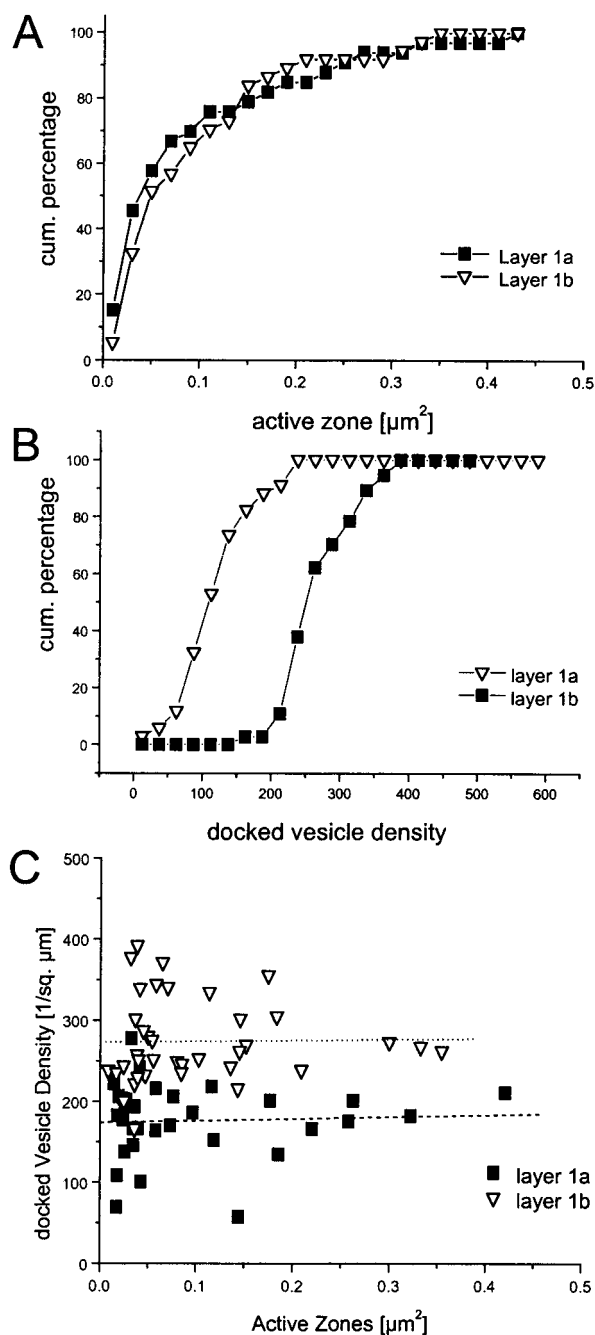 A
cum. percentage
100
80
60
40
20
0
Layer 1a
Layer 1b
0.0 0.1 0.2 0.3 0.4 0.5
active zone [µm²]
B
cum. percentage
100
80
60
40
20
0
layer 1a
layer 1b
0 100 200 300 400 500 600
docked vesicle density
C
docked Vesicle Density [1/sq. µm]
500
400
300
200
100
0
layer 1a
layer 1b
0.0 0.1 0.2 0.3 0.4 0.5
Active Zones [µm²]